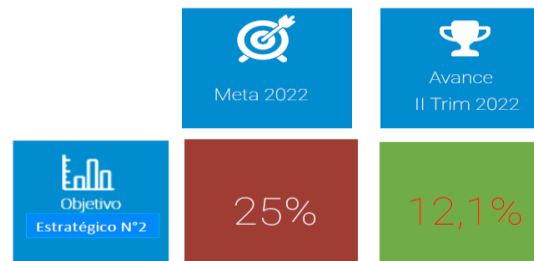 Meta 2022
Avance
II Trim 2022
Objetivo
Estratégico N°2
25%
12,1%